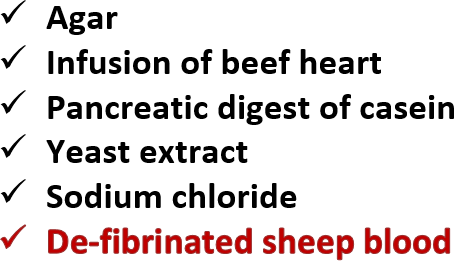 ✓ Agar
✓ Infusion of beef heart
✓ Pancreatic digest of casein
✓ Yeast extract
✓ Sodium chloride
✓ De-fibrinated sheep blood